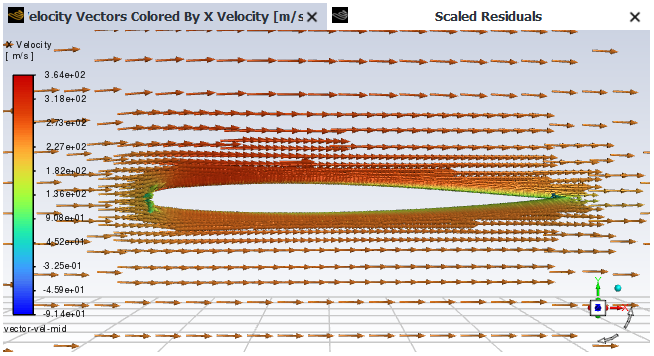 elocity Vectors Colored By X Velocity [m/s
Scaled Residuals
X Velocity
[ m/s ]
3.64e+02
3.18e+02
2.73e+02
2.27e+02
1.82e+02
1.36e+02
9.08e+01
4.52e+01
-3.25e-01
-4.59e+01
-9.14e+01
vector-vel-mid
Y
X